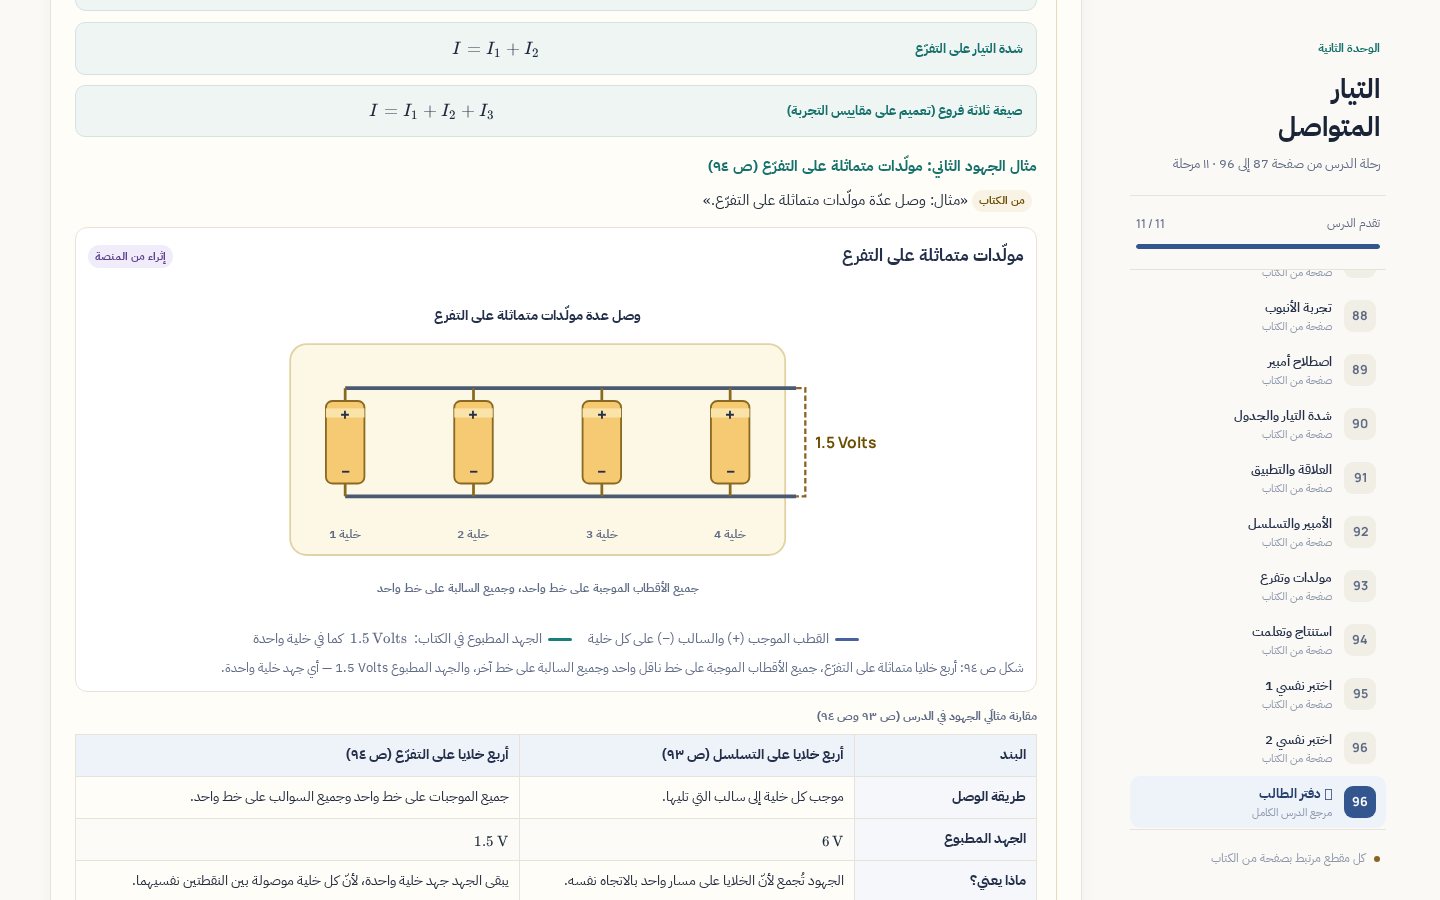 الوحدة الثانية
التيار
المتواصل
رحلة الدرس من صفحة 87 إلى 96 · ١١ مرحلة
تقدم الدرس
11 / 11
صفحة من الكتاب
88
تجربة الأنبوب
صفحة من الكتاب
89
اصطلاح أمبير
صفحة من الكتاب
90
شدة التيار والجدول
صفحة من الكتاب
91
العلاقة والتطبيق
صفحة من الكتاب
92
الأمبير والتسلسل
صفحة من الكتاب
93
مولدات وتفرع
صفحة من الكتاب
94
استنتاج وتعلمت
صفحة من الكتاب
95
اختبر نفسي 1
صفحة من الكتاب
96
اختبر نفسي 2
صفحة من الكتاب
96
دفتر الطالب
مرجع الدرس الكامل
كل مقطع مرتبط بصفحة من الكتاب
شدة التيار على التفرّع
I = I₁ + I₂
صيغة ثلاثة فروع (تعميم على مقاييس التجربة)
I = I₁ + I₂ + I₃
مثال الجهود الثاني: مولّدات متماثلة على التفرّع (ص ٩٤)
من الكتاب «مثال: وصل عدّة مولّدات متماثلة على التفرّع.»
مولّدات متماثلة على التفرع
إثراء من المنصة
وصل عدة مولّدات متماثلة على التفرع
+ + + +
− − − −
1.5 Volts
خلية 1
خلية 2
خلية 3
خلية 4
جميع الأقطاب الموجبة على خط واحد، وجميع السالبة على خط واحد
القطب الموجب (+) والسالب (−) على كل خلية
الجهد المطبوع في الكتاب: 1.5 Volts كما في خلية واحدة
شكل ص ٩٤: أربع خلايا متماثلة على التفرّع، جميع الأقطاب الموجبة على خط ناقل واحد وجميع السالبة على خط آخر، والجهد المطبوع 1.5 Volts — أي جهد خلية واحدة.
مقارنة مثالَي الجهود في الدرس (ص ٩٣ وص ٩٤)
البند
أربع خلايا على التسلسل (ص ٩٣)
أربع خلايا على التفرّع (ص ٩٤)
طريقة الوصل
موجب كل خلية إلى سالب التي تليها.
جميع الموجبات على خط واحد وجميع السوالب على خط واحد.
الجهد المطبوع
6 V
1.5 V
ماذا يعني؟
الجهود تُجمع لأنّ الخلايا على مسار واحد بالاتجاه نفسه.
يبقى الجهد جهد خلية واحدة، لأنّ كل خلية موصولة بين النقطتين نفسيهما.